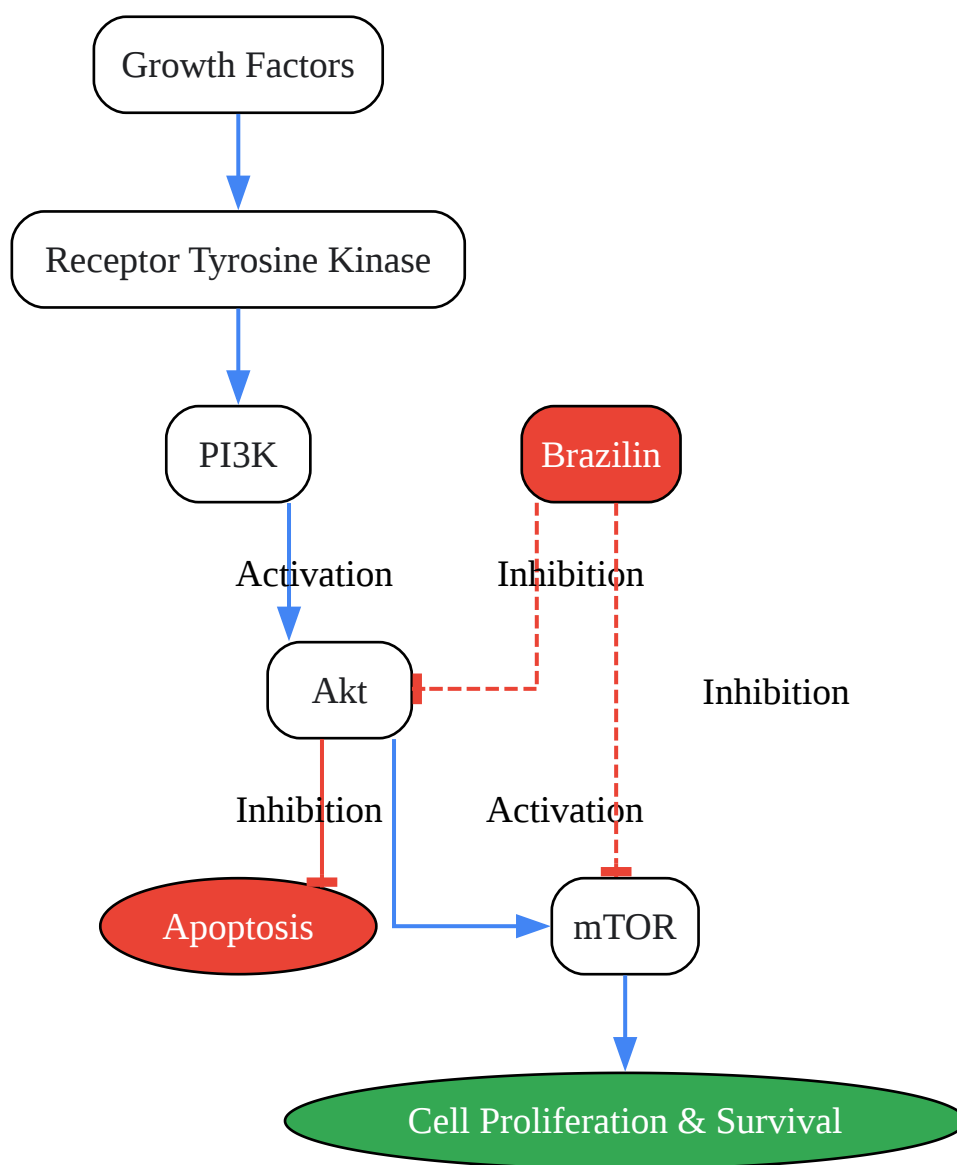 Growth Factors
Receptor Tyrosine Kinase
PI3K
Brazilin
Activation
Inhibition
Akt
Inhibition
Inhibition
Activation
Apoptosis
mTOR
Cell Proliferation & Survival